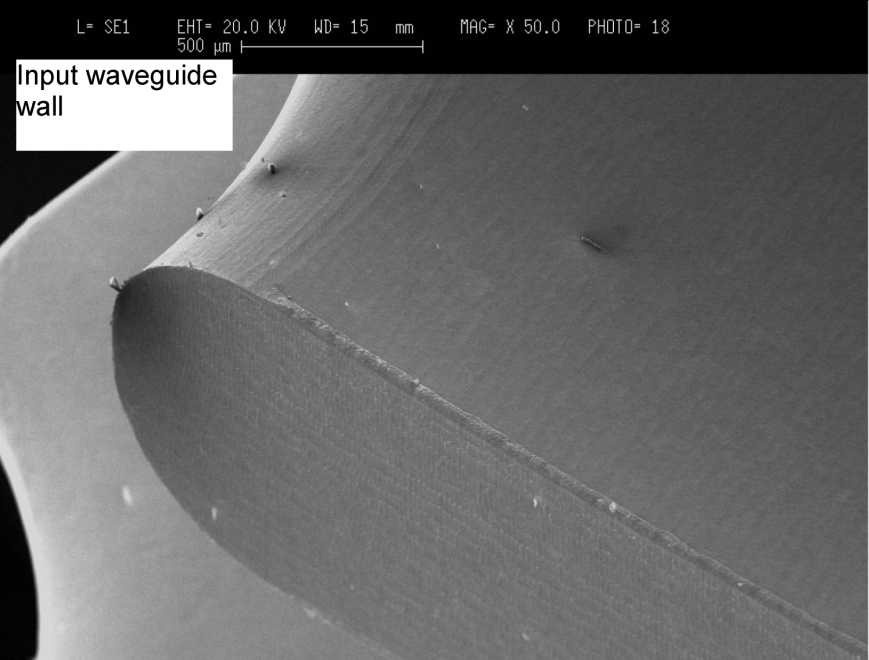 L= SE1 EHT= 20.0 KV WD= 15 mm MAG= X 50.0 PHOTO= 18
500 µm
Input waveguide
wall